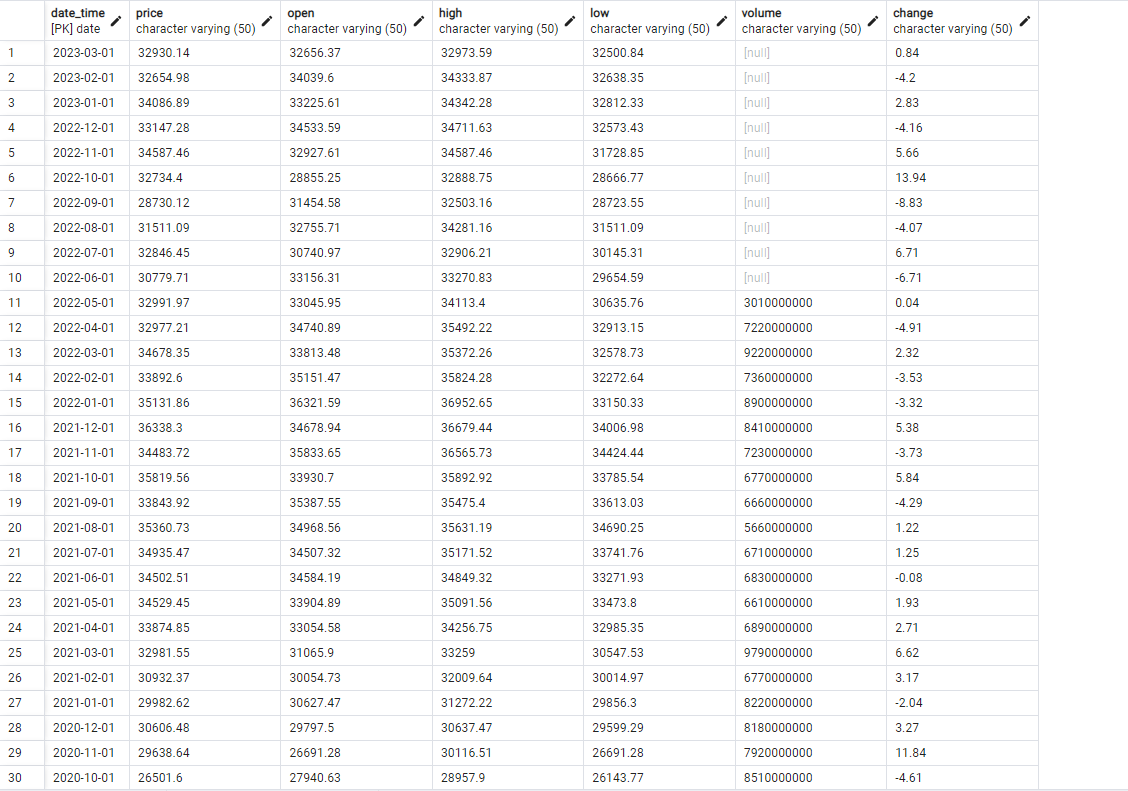 date_time price open high low volume change
[PK] date character varying (50) character varying (50) character varying (50) character varying (50) character varying (50) character varying (50)
1 2023-03-01 32930.14 32656.37 32973.59 32500.84 [null] 0.84
2 2023-02-01 32654.98 34039.6 34333.87 32638.35 [null] -4.2
3 2023-01-01 34086.89 33225.61 34342.28 32812.33 [null] 2.83
4 2022-12-01 33147.28 34533.59 34711.63 32573.43 [null] -4.16
5 2022-11-01 34587.46 32927.61 34587.46 31728.85 [null] 5.66
6 2022-10-01 32734.4 28855.25 32888.75 28666.77 [null] 13.94
7 2022-09-01 28730.12 31454.58 32503.16 28723.55 [null] -8.83
8 2022-08-01 31511.09 32755.71 34281.16 31511.09 [null] -4.07
9 2022-07-01 32846.45 30740.97 32906.21 30145.31 [null] 6.71
10 2022-06-01 30779.71 33156.31 33270.83 29654.59 [null] -6.71
11 2022-05-01 32991.97 33045.95 34113.4 30635.76 3010000000 0.04
12 2022-04-01 32977.21 34740.89 35492.22 32913.15 7220000000 -4.91
13 2022-03-01 34678.35 33813.48 35372.26 32578.73 9220000000 2.32
14 2022-02-01 33892.6 35151.47 35824.28 32272.64 7360000000 -3.53
15 2022-01-01 35131.86 36321.59 36952.65 33150.33 8900000000 -3.32
16 2021-12-01 36338.3 34678.94 36679.44 34006.98 8410000000 5.38
17 2021-11-01 34483.72 35833.65 36565.73 34424.44 7230000000 -3.73
18 2021-10-01 35819.56 33930.7 35892.92 33785.54 6770000000 5.84
19 2021-09-01 33843.92 35387.55 35475.4 33613.03 6660000000 -4.29
20 2021-08-01 35360.73 34968.56 35631.19 34690.25 5660000000 1.22
21 2021-07-01 34935.47 34507.32 35171.52 33741.76 6710000000 1.25
22 2021-06-01 34502.51 34584.19 34849.32 33271.93 6830000000 -0.08
23 2021-05-01 34529.45 33904.89 35091.56 33473.8 6610000000 1.93
24 2021-04-01 33874.85 33054.58 34256.75 32985.35 6890000000 2.71
25 2021-03-01 32981.55 31065.9 33259 30547.53 9790000000 6.62
26 2021-02-01 30932.37 30054.73 32009.64 30014.97 6770000000 3.17
27 2021-01-01 29982.62 30627.47 31272.22 29856.3 8220000000 -2.04
28 2020-12-01 30606.48 29797.5 30637.47 29599.29 8180000000 3.27
29 2020-11-01 29638.64 26691.28 30116.51 26691.28 7920000000 11.84
30 2020-10-01 26501.6 27940.63 28957.9 26143.77 8510000000 -4.61